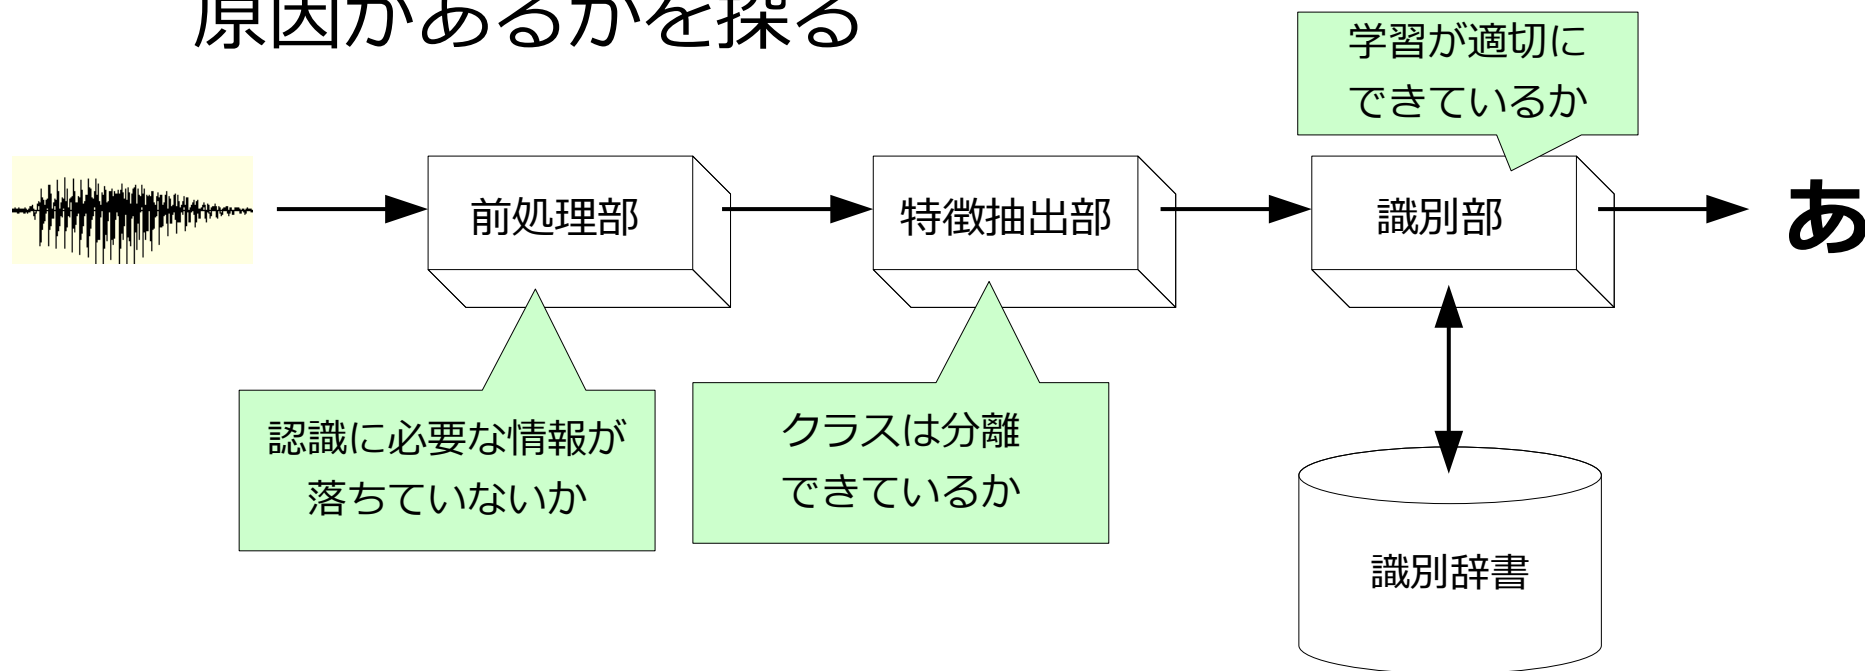 原因があるかを探る
学習が適切に
できているか
前処理部
特徴抽出部
識別部
あ
認識に必要な情報が
落ちていないか
クラスは分離
できているか
識別辞書